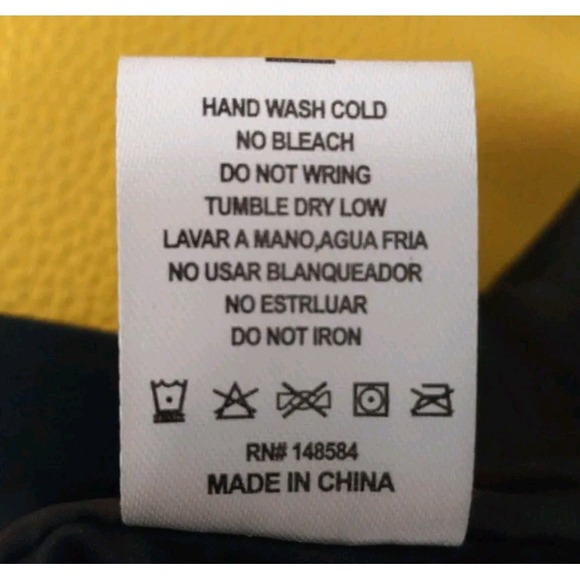 HAND WASH COLD
NO BLEACH
DO NOT WRING
TUMBLE DRY LOW
LAVAR A MANO,AGUA FRIA
NO USAR BLANQUEADOR
NO ESTRLUAR
DO NOT IRON
RN# 148584
MADE IN CHINA